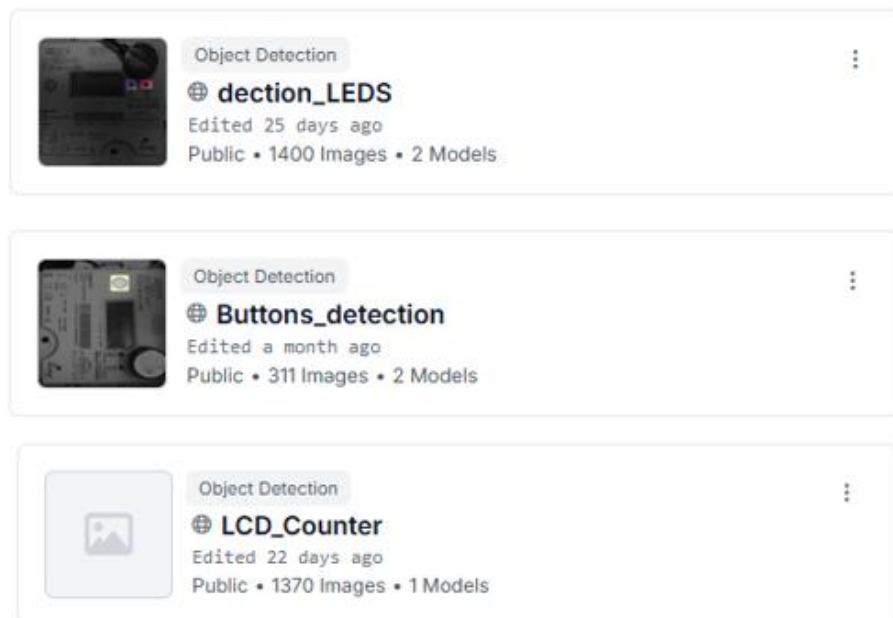 Object Detection
dection_LEDS
Edited 25 days ago
Public • 1400 Images • 2 Models
Object Detection
Buttons_detection
Edited a month ago
Public • 311 Images • 2 Models
Object Detection
LCD_Counter
Edited 22 days ago
Public • 1370 Images • 1 Models